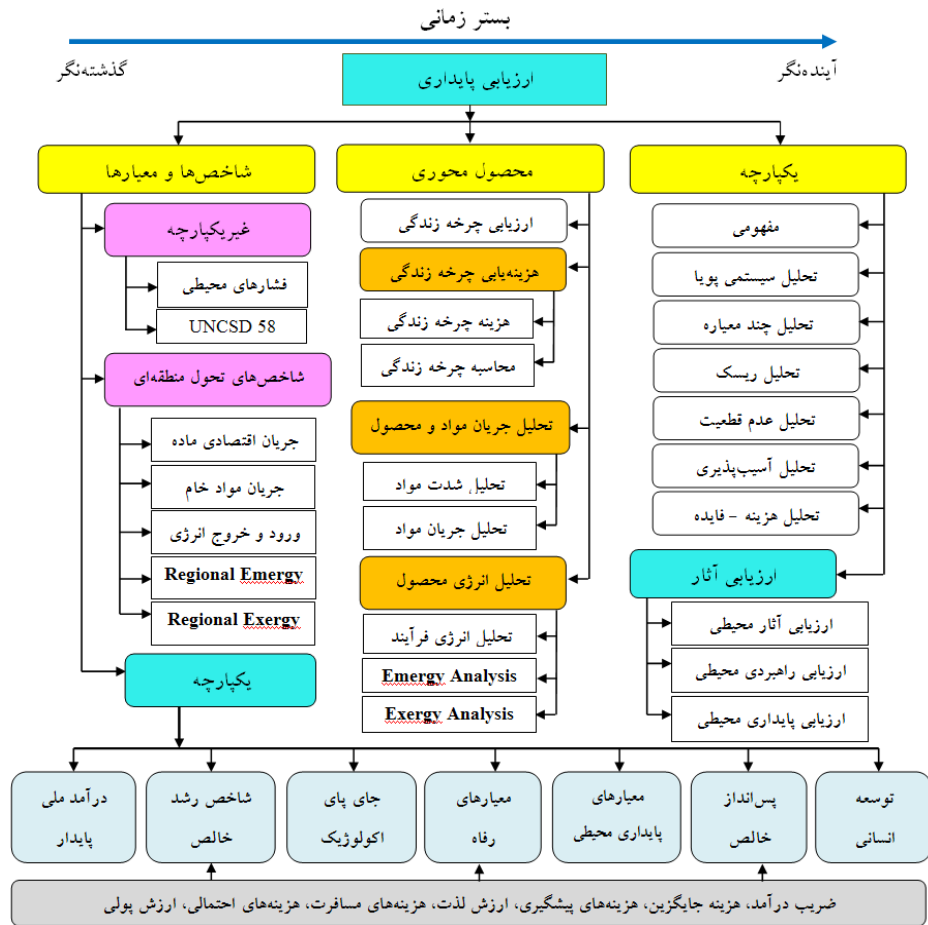 بستر زمانی
آینده‌نگر
گذشته‌نگر
ارزیابی پایداری
یکپارچه
مفهومی
تحلیل سیستمی پویا
تحلیل چند معیاره
تحلیل ریسک
تحلیل عدم قطعیت
تحلیل آسیب‌پذیری
تحلیل هزینه – فایده
ارزیابی آثار
ارزیابی آثار محیطی
ارزیابی راهبردی محیطی
ارزیابی پایداری محیطی
محصول محوری
ارزیابی چرخه زندگی
هزینه‌یابی چرخه زندگی
هزینه چرخه زندگی
محاسبه چرخه زندگی
تحلیل جریان مواد و محصول
تحلیل شدت مواد
تحلیل جریان مواد
تحلیل انرژی محصول
تحلیل انرژی فرآیند
Emergy Analysis
Exergy Analysis
شاخص‌ها و معیارها
غیریکپارچه
فشارهای محیطی
UNCSD 58
شاخص‌های تحول منطقه‌ای
جریان اقتصادی ماده
جریان مواد خام
ورود و خروج انرژی
Regional Emergy
Regional Exergy
یکپارچه
توسعه
انسانی
پس‌انداز
خالص
معیارهای
پایداری محیطی
معیارهای
رفاه
جای پای
اکولوژیک
شاخص رشد
خالص
درآمد ملی
پایدار
ضریب درآمد، هزینه جایگزین، هزینه‌های پیشگیری، ارزش لذت، هزینه‌های مسافرت، هزینه‌های احتمالی، ارزش پولی